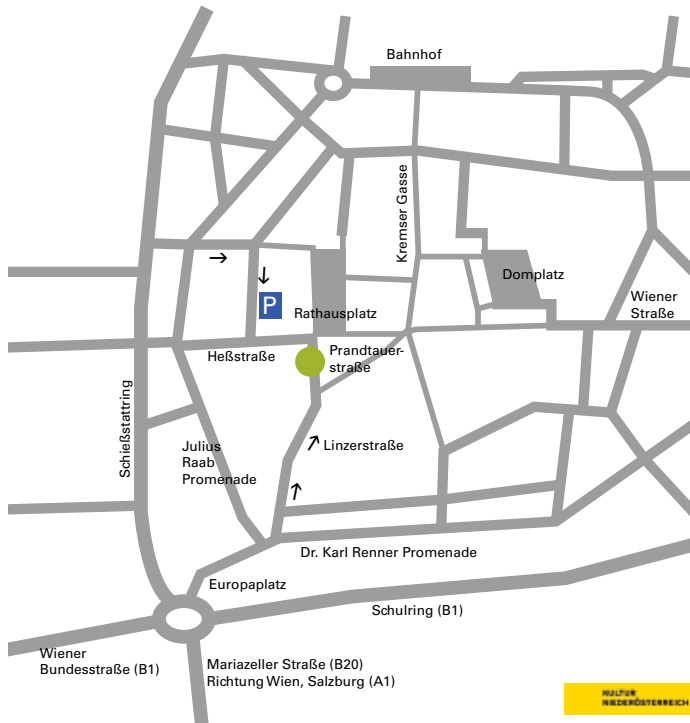 Bahnhof
Kremser Gasse
Domplatz
P
Rathausplatz
Wiener
Straße
Heßstraße
Prandtauer-
straße
Schießstattring
Julius
Raab
Promenade
Linzerstraße
Dr. Karl Renner Promenade
Europaplatz
Schulring (B1)
Wiener
Bundesstraße (B1)
Mariazeller Straße (B20)
Richtung Wien, Salzburg (A1)
KULTUR
NIEDERÖSTERREICH